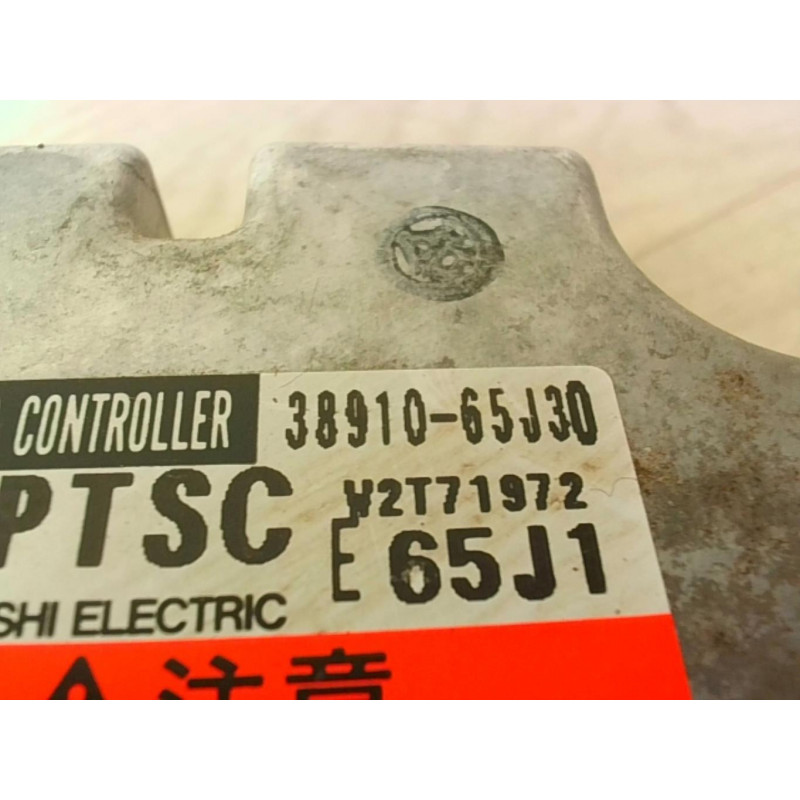 CONTROLLER 38910-65J30
PTSC W2T71972
E 65J1
SHI ELECTRIC
注意